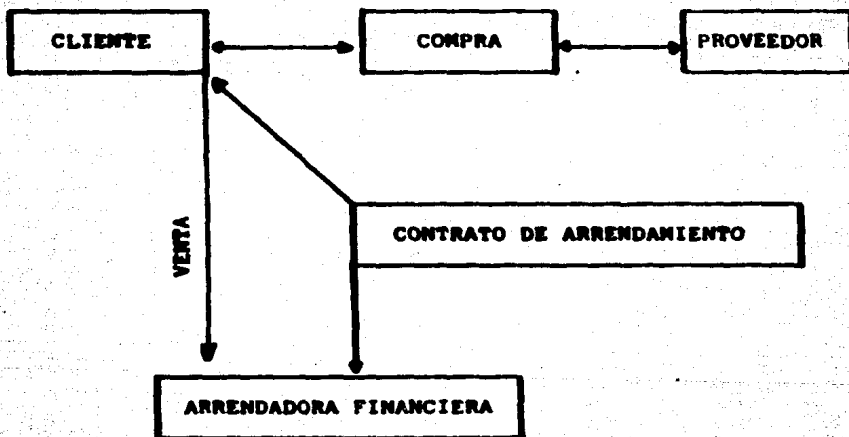 CLIENTE
COMPRA
PROVEEDOR
VENTA
CONTRATO DE ARRENDAMIENTO
ARRENDADORA FINANCIERA